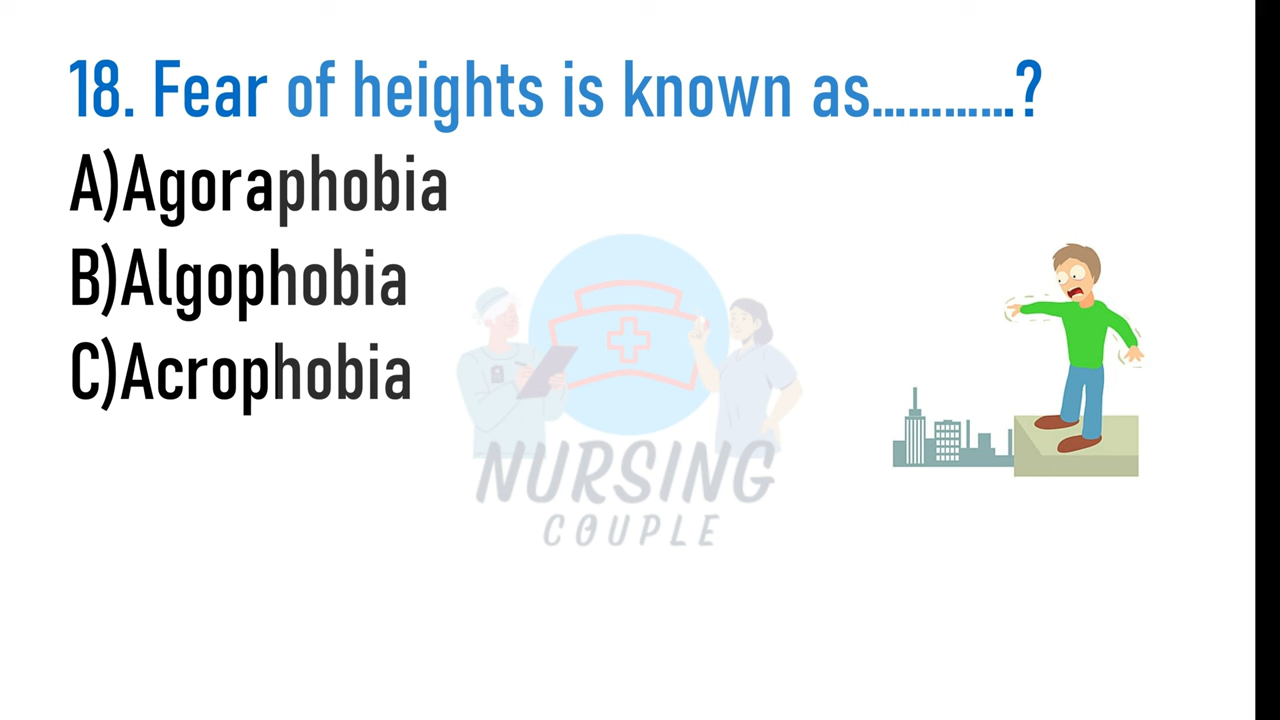 18. Fear of heights is known as............?
A)Agoraphobia
B)Algophobia
C)Acrophobia
NURSING
COUPLE